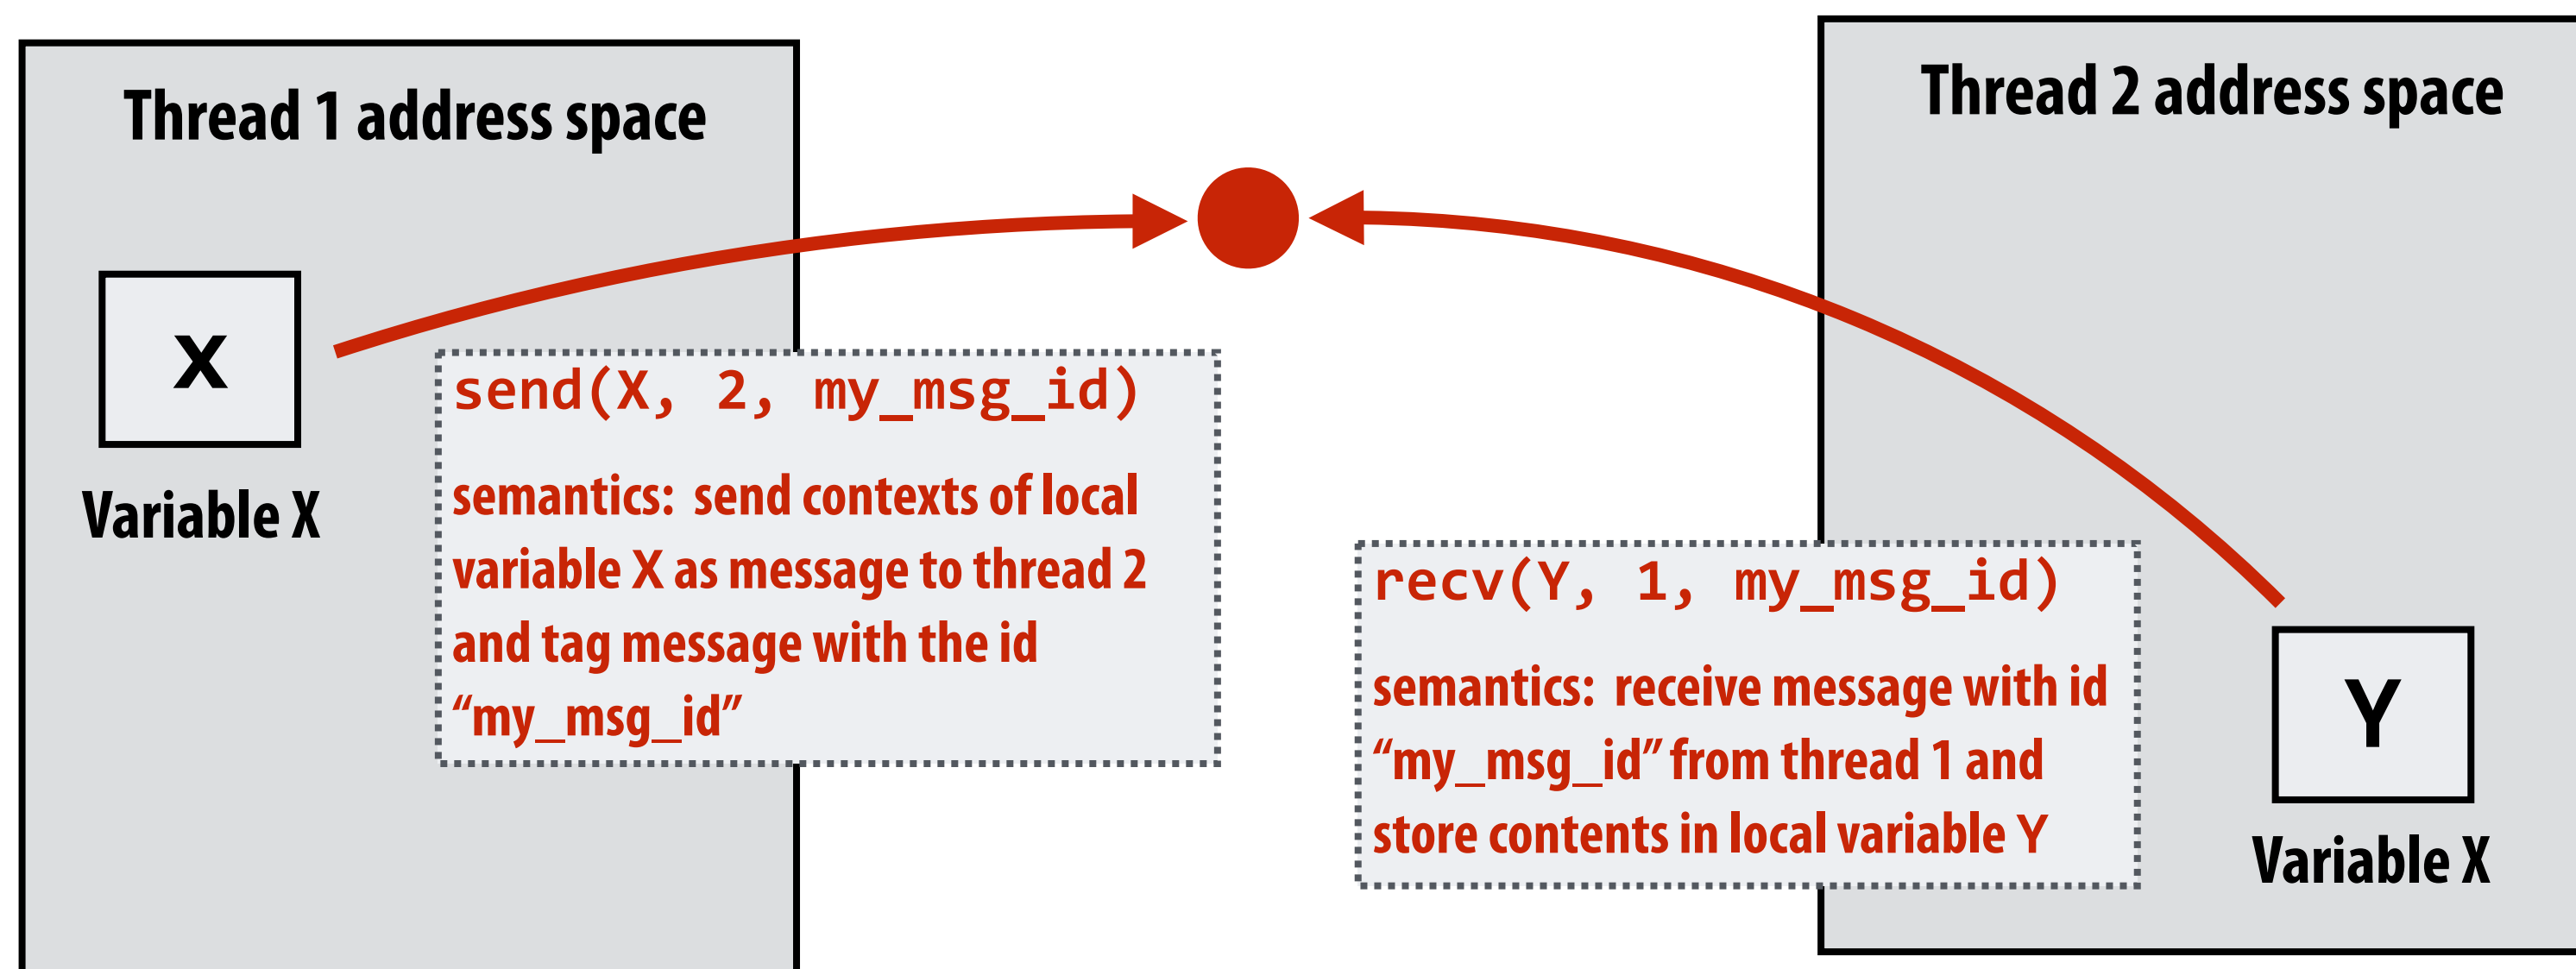 Thread 1 address space
x
Variable X
send(X, 2, my_msg_id)
semantics: send contexts of local
variable X as message to thread 2
and tag message with the id
“my_msg_id”
Thread 2 address space
recv(Y, 1, my_msg_id)
semantics: receive message with id
“my_msg_id” from thread 1 and
store contents in local variable Y
Y
Variable X